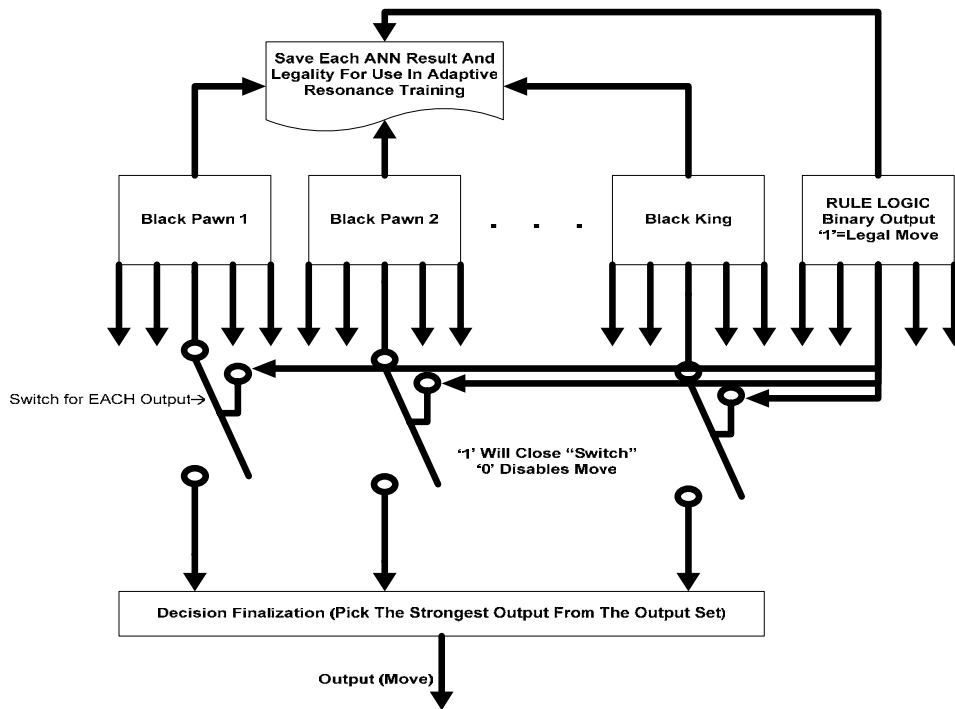 Save Each ANN Result And
Legality For Use In Adaptive
Resonance Training
Black Pawn 1
Black Pawn 2
. . .
Black King
RULE LOGIC
Binary Output
‘1’=Legal Move
Switch for EACH Output→
‘1’ Will Close “Switch”
‘0’ Disables Move
Decision Finalization (Pick The Strongest Output From The Output Set)
Output (Move)